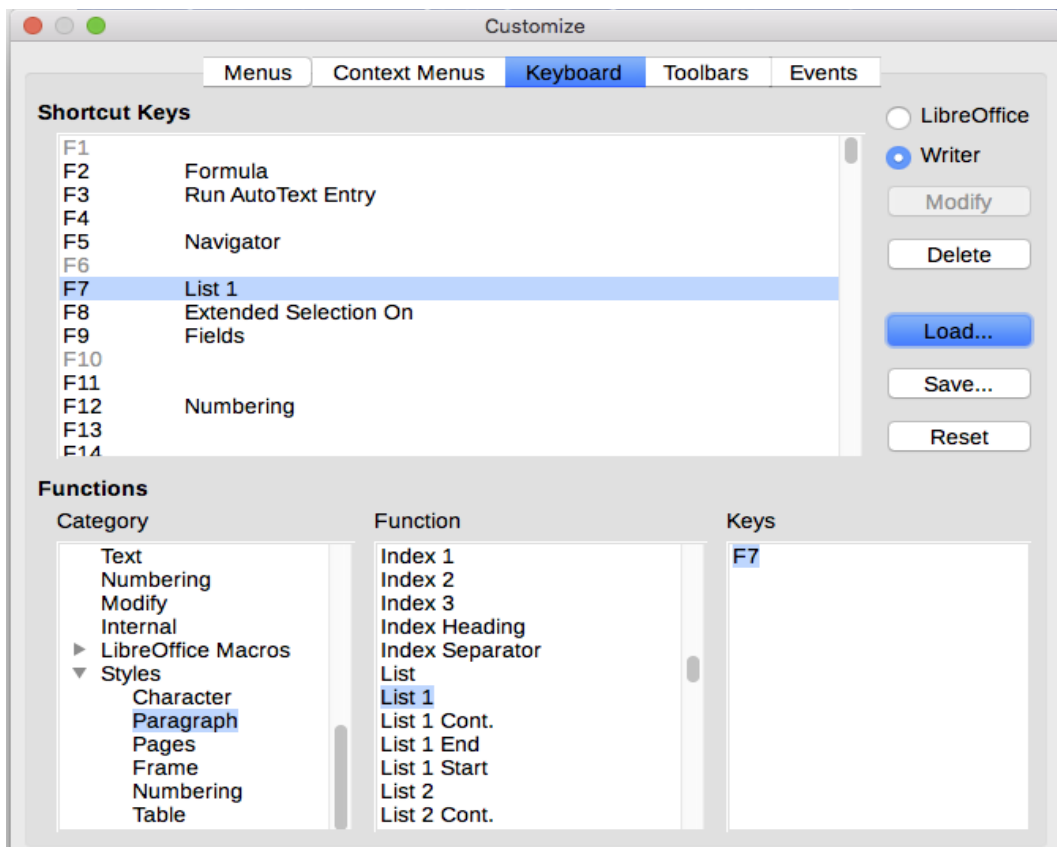 Customize
Menus Context Menus Keyboard Toolbars Events
Shortcut Keys
F1
F2 Formula
F3 Run AutoText Entry
F4
F5 Navigator
F6
F7 List 1
F8 Extended Selection On
F9 Fields
F10
F11
F12 Numbering
F13
F14
LibreOffice
Writer
Modify
Delete
Load...
Save...
Reset
Functions
Category
Text
Numbering
Modify
Internal
LibreOffice Macros
Styles
Character
Paragraph
Pages
Frame
Numbering
Table
Function
Index 1
Index 2
Index 3
Index Heading
Index Separator
List
List 1
List 1 Cont.
List 1 End
List 1 Start
List 2
List 2 Cont.
Keys
F7